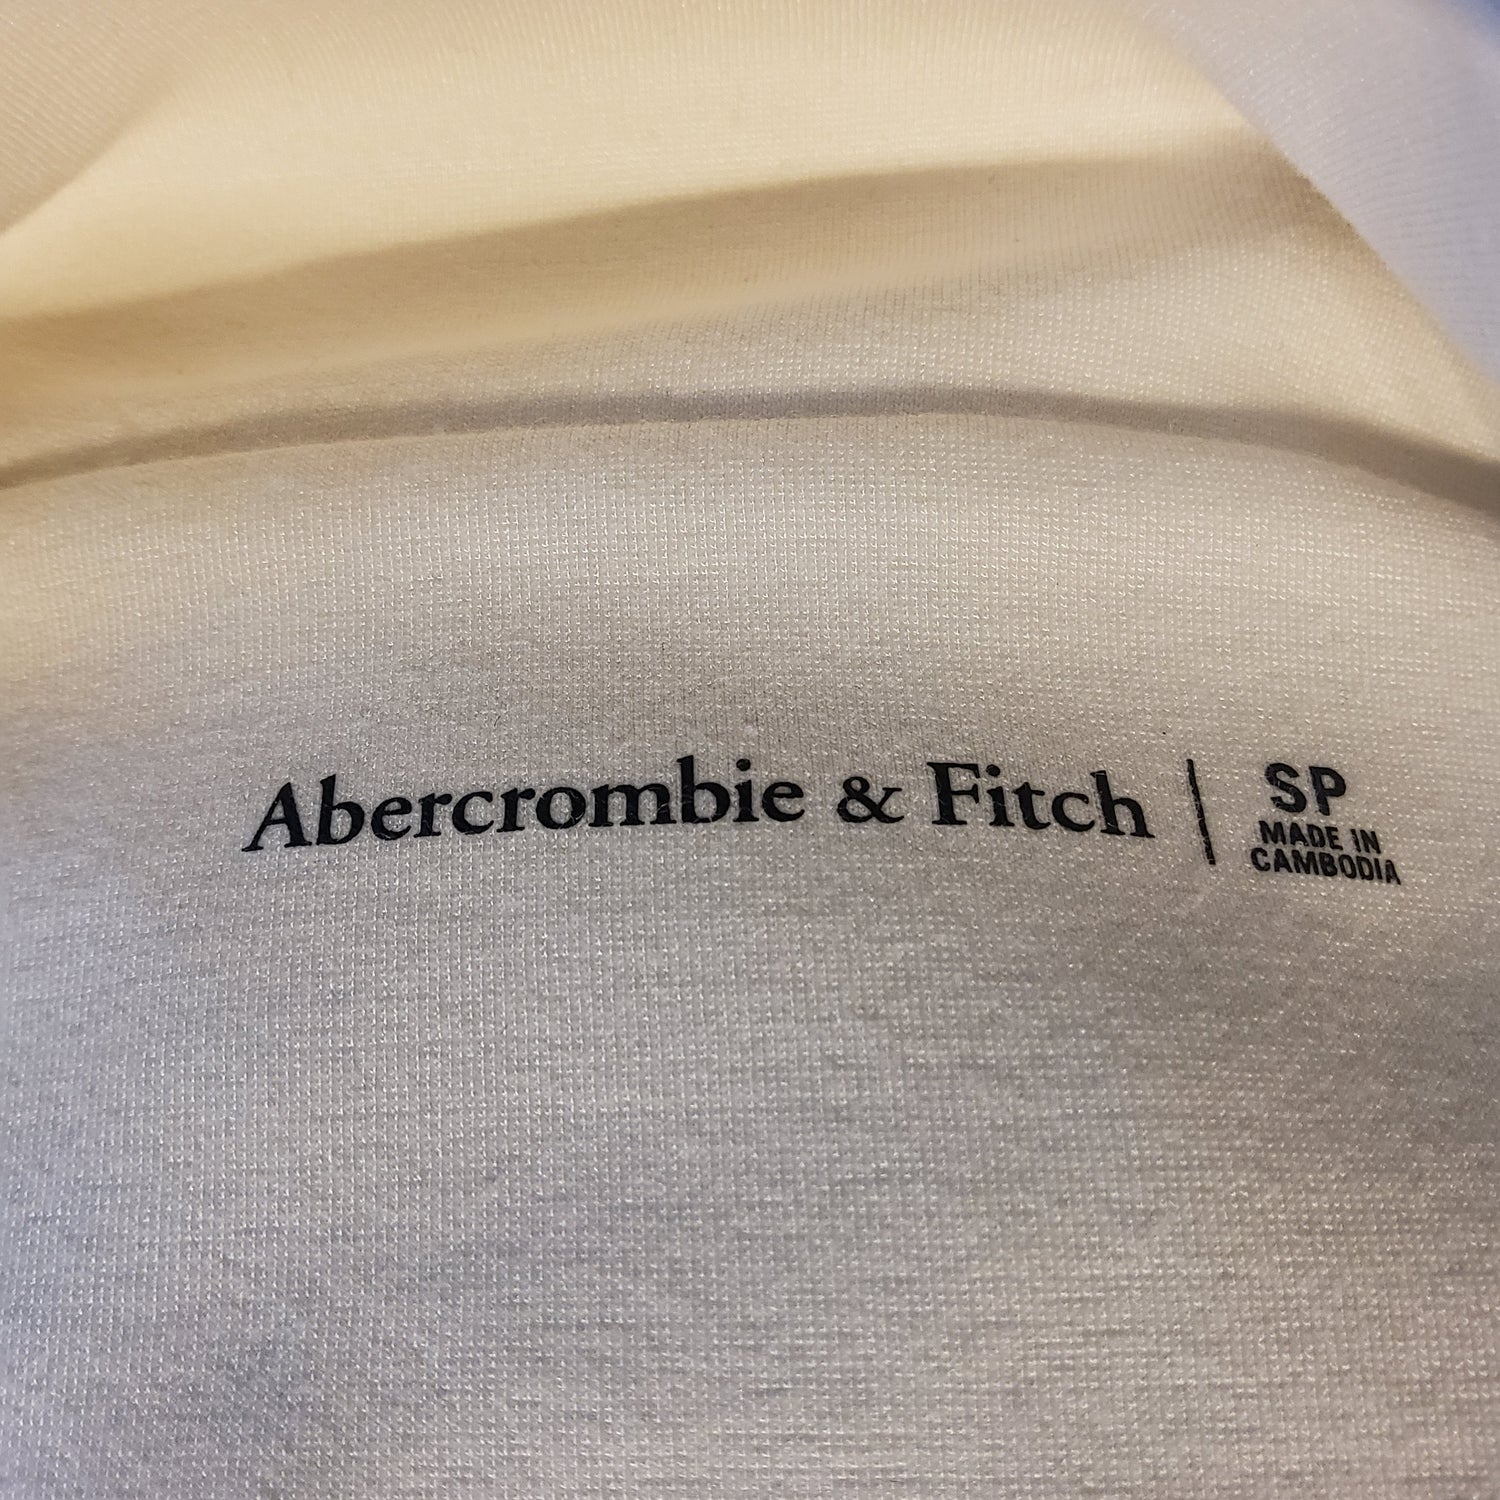 Abercrombie & Fitch | SP
MADE IN
CAMBODIA